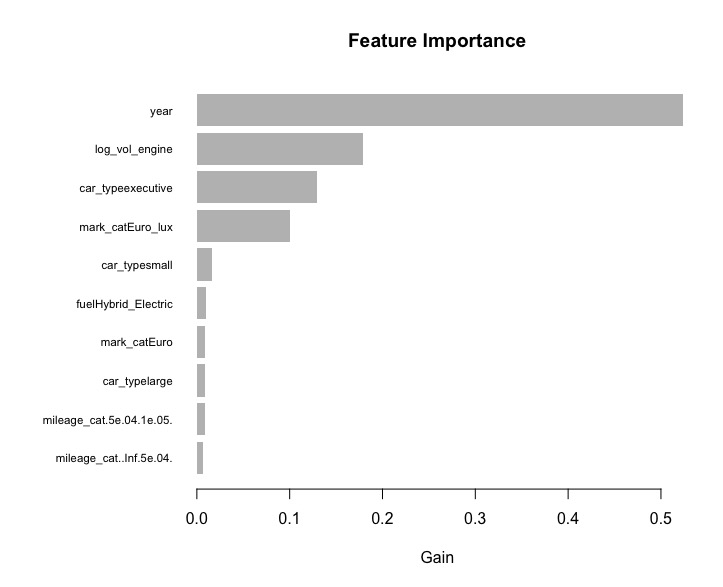 Feature Importance
year
log_vol_engine
car_typeexecutive
mark_catEuro_lux
car_typesmall
fuelHybrid_Electric
mark_catEuro
car_typelarge
mileage_cat.5e.04.1e.05.
mileage_cat..Inf.5e.04.
0.0 0.1 0.2 0.3 0.4 0.5
Gain